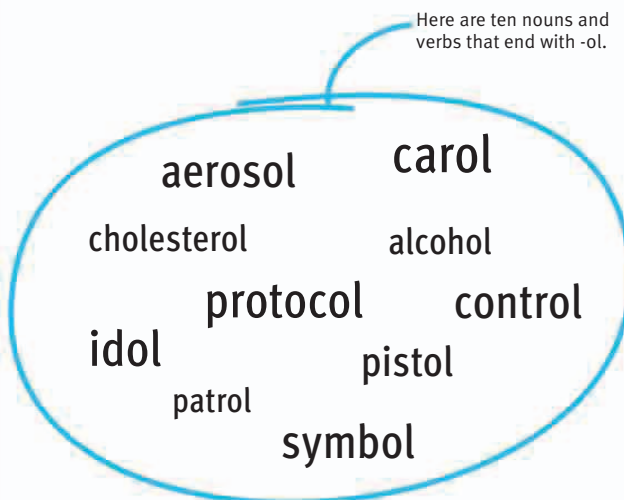 Here are ten nouns and
verbs that end with -ol.
carol
aerosol
cholesterol
alcohol
protocol
control
idol
pistol
patrol
symbol